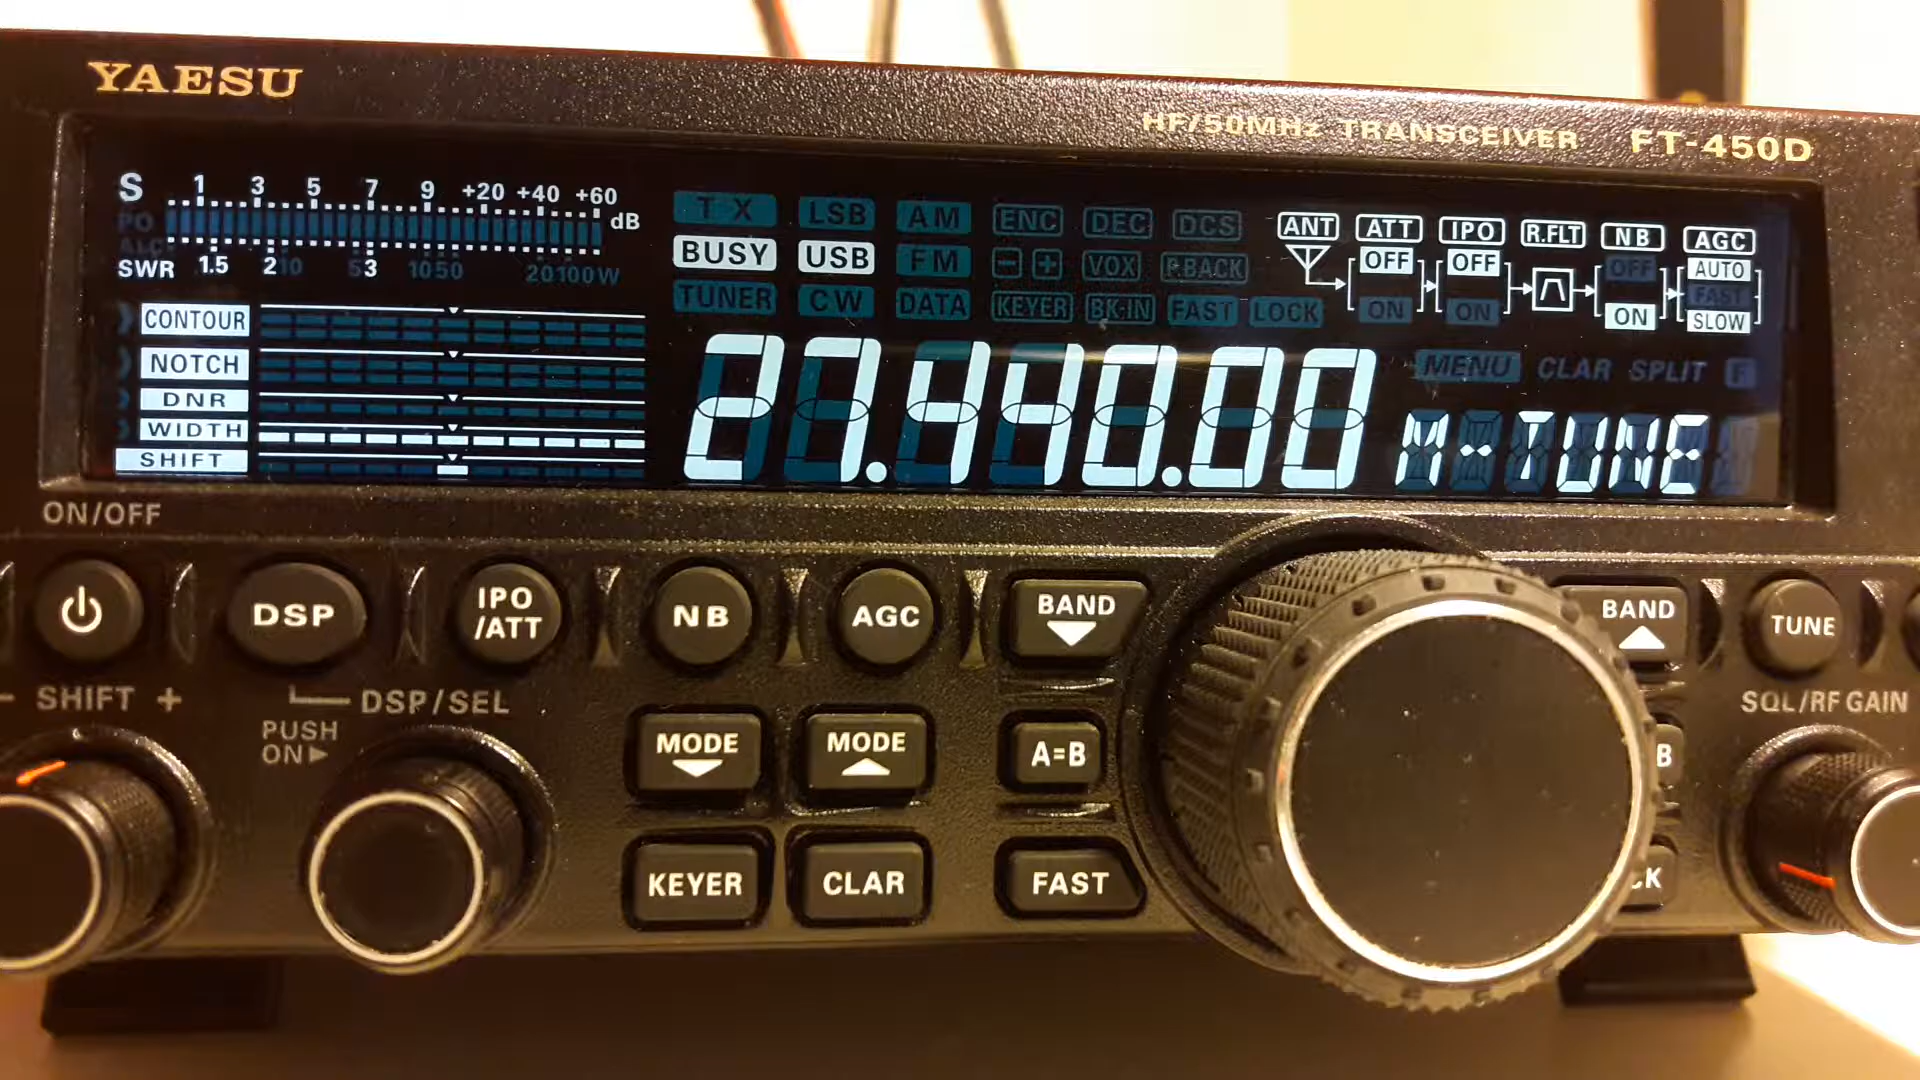 YAESU
HF/50MHz TRANSCEIVER FT-450D
S 1 3 5 7 9 +20 +40 +60 dB
PO
ALC
SWR 1.5 2 10 5 3 10 50 20 100 W
CONTOUR
NOTCH
DNR
WIDTH
SHIFT
TX LSB AM ENC DEC DCS
BUSY USB FM - + VOX P.BACK
TUNER CW DATA KEYER BK-IN FAST LOCK
ANT ATT IPO R.FLT NB AGC
OFF OFF OFF AUTO
ON ON ON FAST
SLOW
MENU CLAR SPLIT F
27.440.00 M-TUNE
ON/OFF
DSP IPO/ATT NB AGC BAND BAND TUNE
- SHIFT + DSP/SEL
PUSH ON
SQL/RF GAIN
MODE MODE A=B B
KEYER CLAR FAST CK